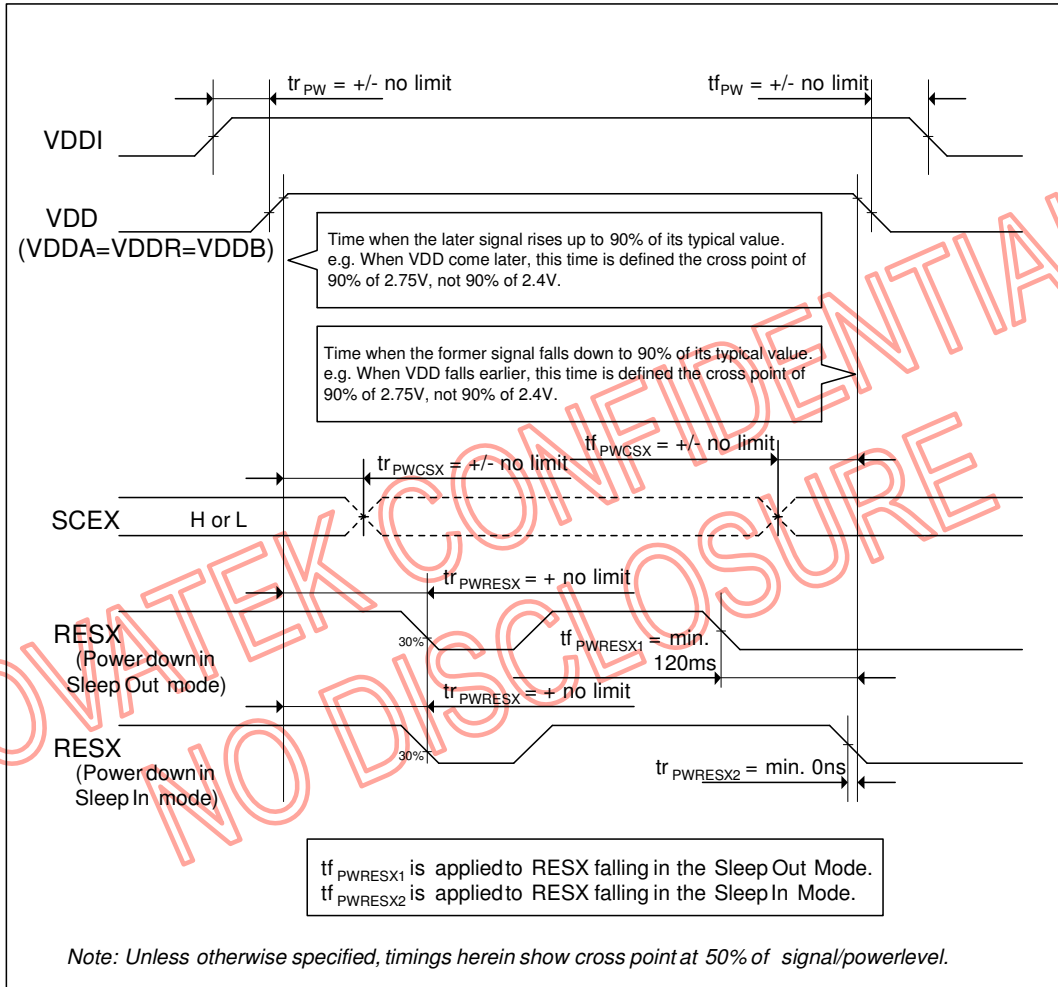 tr PW = +/- no limit
tf PW = +/- no limit
VDDI
VDD
(VDDA=VDDR=VDDB)
Time when the later signal rises up to 90% of its typical value.
e.g. When VDD come later, this time is defined the cross point of
90% of 2.75V, not 90% of 2.4V.
Time when the former signal falls down to 90% of its typical value.
e.g. When VDD falls earlier, this time is defined the cross point of
90% of 2.75V, not 90% of 2.4V.
tf PWCSX = +/- no limit
tr PWCSX = +/- no limit
SCEX
H or L
tr PWRESX = + no limit
RESX
(Power down in
Sleep Out mode)
30%
tf PWRESX1 = min.
120ms
tr PWRESX = + no limit
RESX
(Power down in
Sleep In mode)
30%
tr PWRESX2 = min. 0ns
tf PWRESX1 is applied to RESX falling in the Sleep Out Mode.
tf PWRESX2 is applied to RESX falling in the Sleep In Mode.
Note: Unless otherwise specified, timings herein show cross point at 50% of signal/power level.
OVATEK CONFIDENTIAL
NO DISCLOSURE